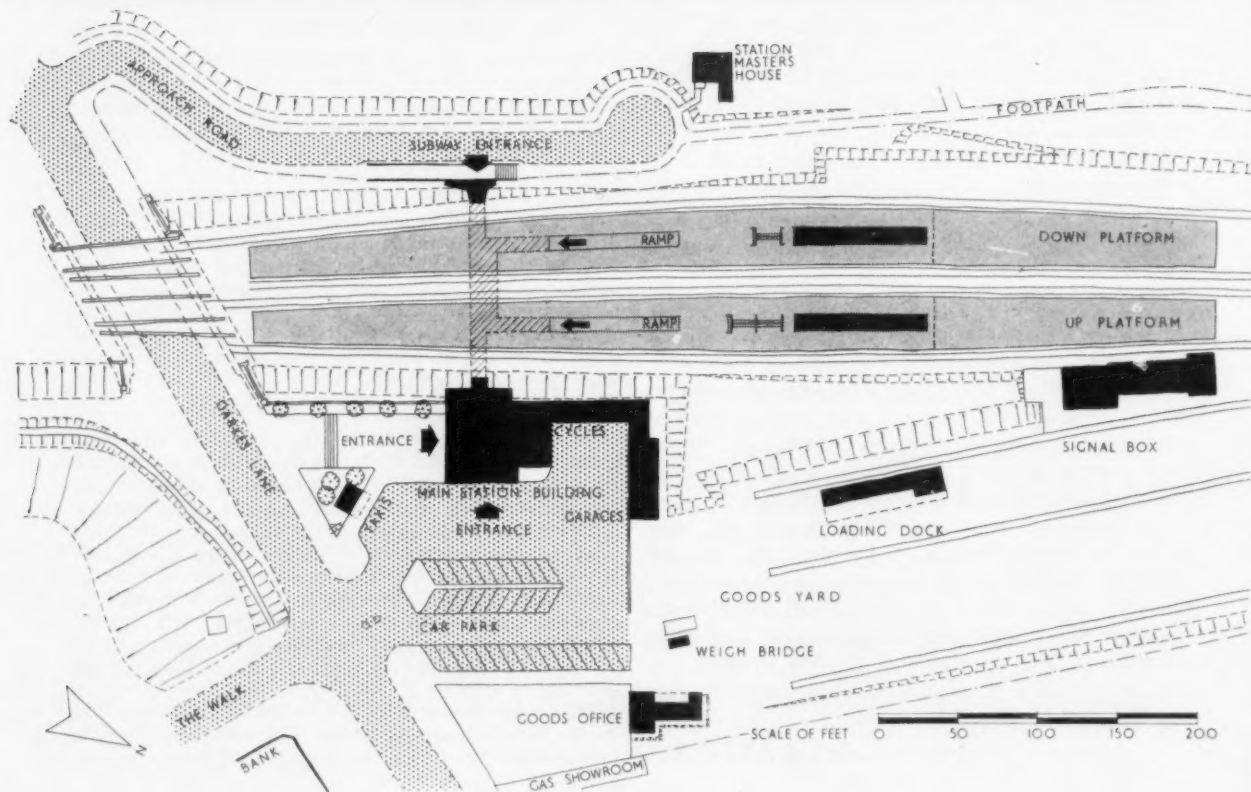 STATION
MASTERS
HOUSE
APPROACH ROAD
FOOTPATH
SUBWAY ENTRANCE
RAMP
DOWN PLATFORM
RAMP
UP PLATFORM
DARKES LANE
ENTRANCE
CYCLES
SIGNAL BOX
MAIN STATION BUILDING
TAXIS
ENTRANCE
GARAGES
LOADING DOCK
GOODS YARD
CAR PARK
WEIGH BRIDGE
THE WALK
GOODS OFFICE
SCALE OF FEET
0 50 100 150 200
N
BANK
GAS SHOWROOM